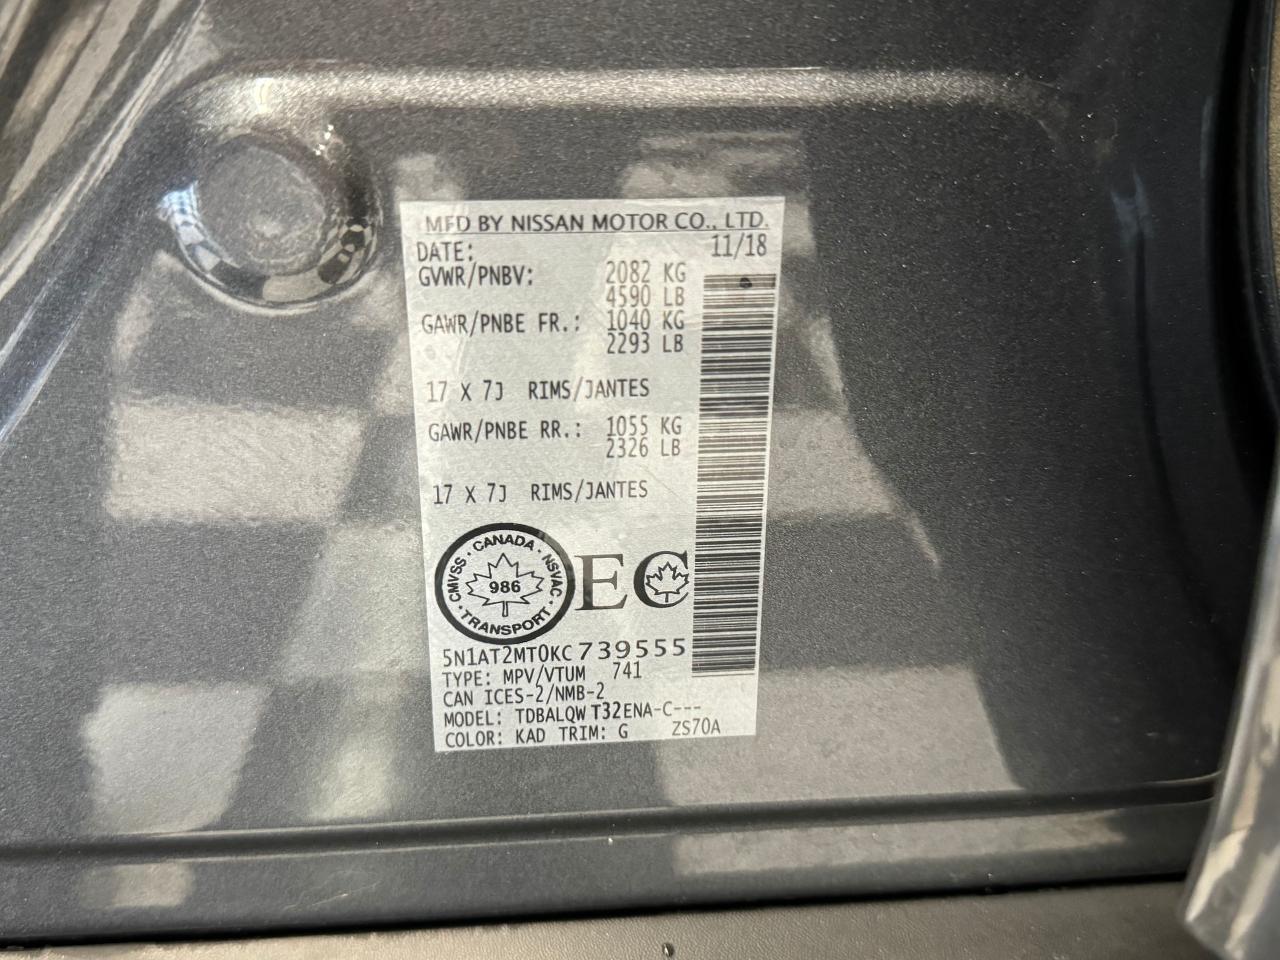 MFD BY NISSAN MOTOR CO., LTD.
DATE: 11/18
GVWR/PNBV: 2082 KG
4590 LB
GAWR/PNBE FR.: 1040 KG
2293 LB
17 X 7J RIMS/JANTES
GAWR/PNBE RR.: 1055 KG
2326 LB
17 X 7J RIMS/JANTES
CANADA · NSVAC · TRANSPORT · CMVSS ·
986
EC
5N1AT2MT0KC739555
TYPE: MPV/VTUM 741
CAN ICES-2/NMB-2
MODEL: TDBALQW T32ENA-C---
COLOR: KAD TRIM: G ZS70A